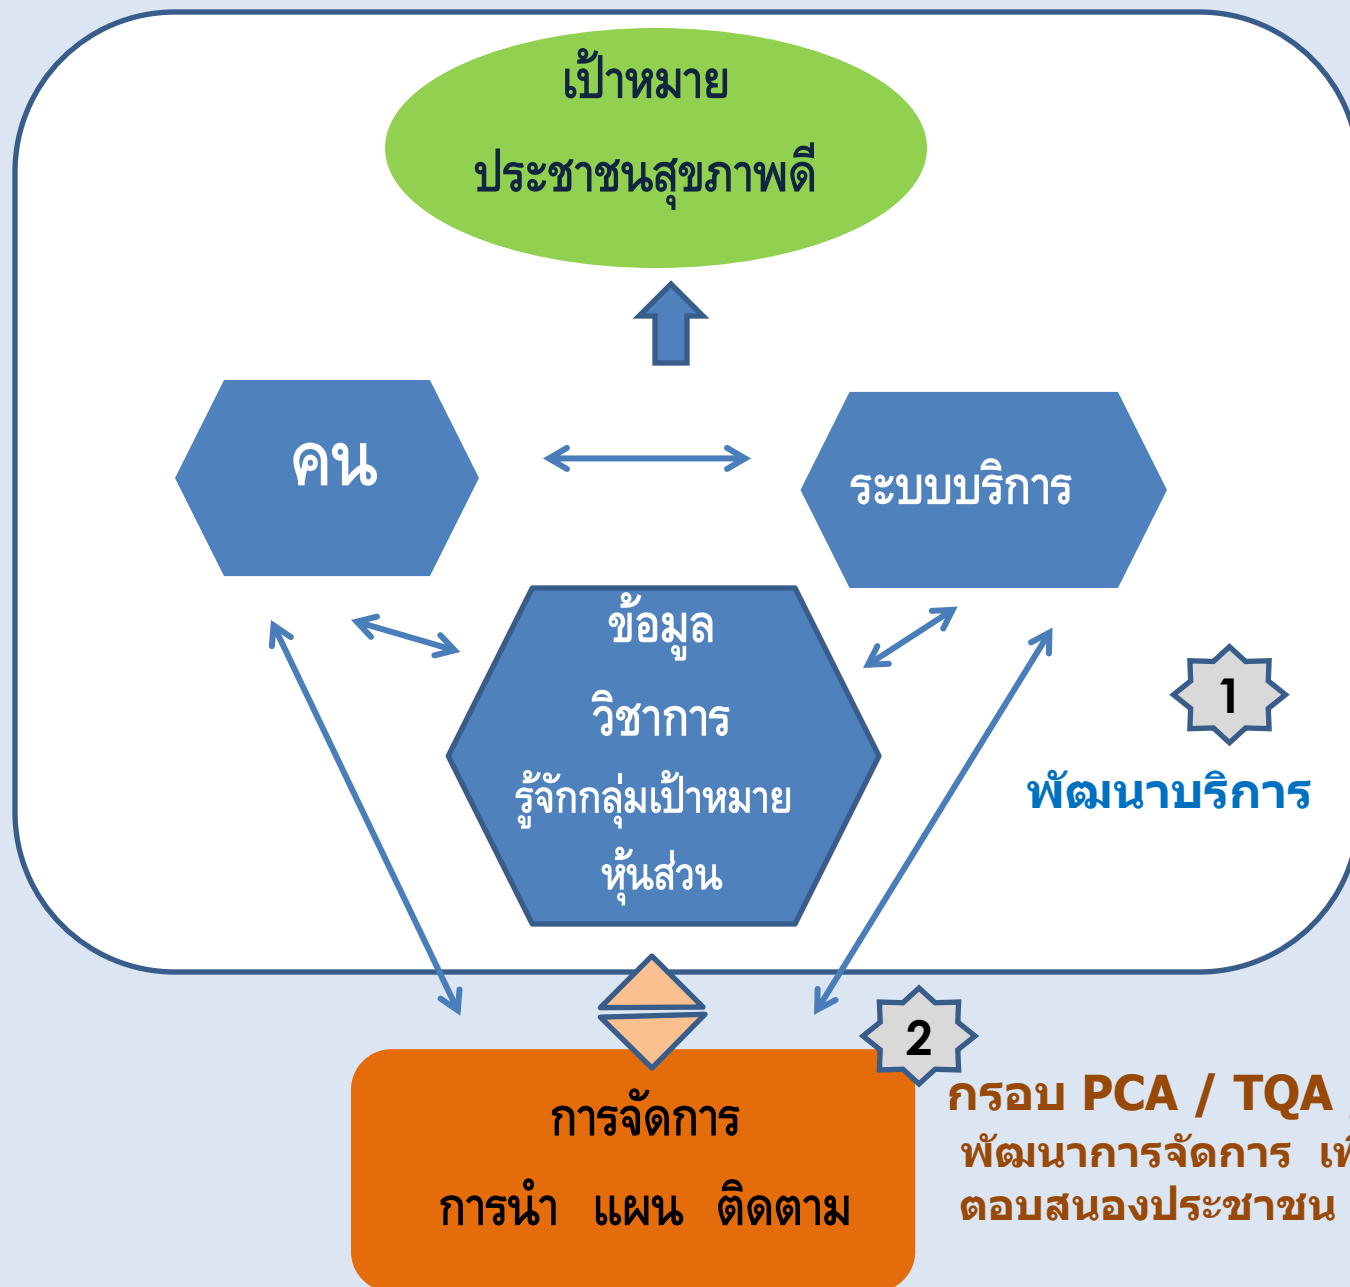 เป้าหมาย
ประชาชนสุขภาพดี
คน
ระบบบริการ
ข้อมูล
วิชาการ
รู้จักกลุ่มเป้าหมาย
หุ้นส่วน
1
พัฒนาบริการ
2
การจัดการ
การนำ แผน ติดตาม
กรอบ PCA / TQA /
พัฒนาการจัดการ
ตอบสนองประชาชน